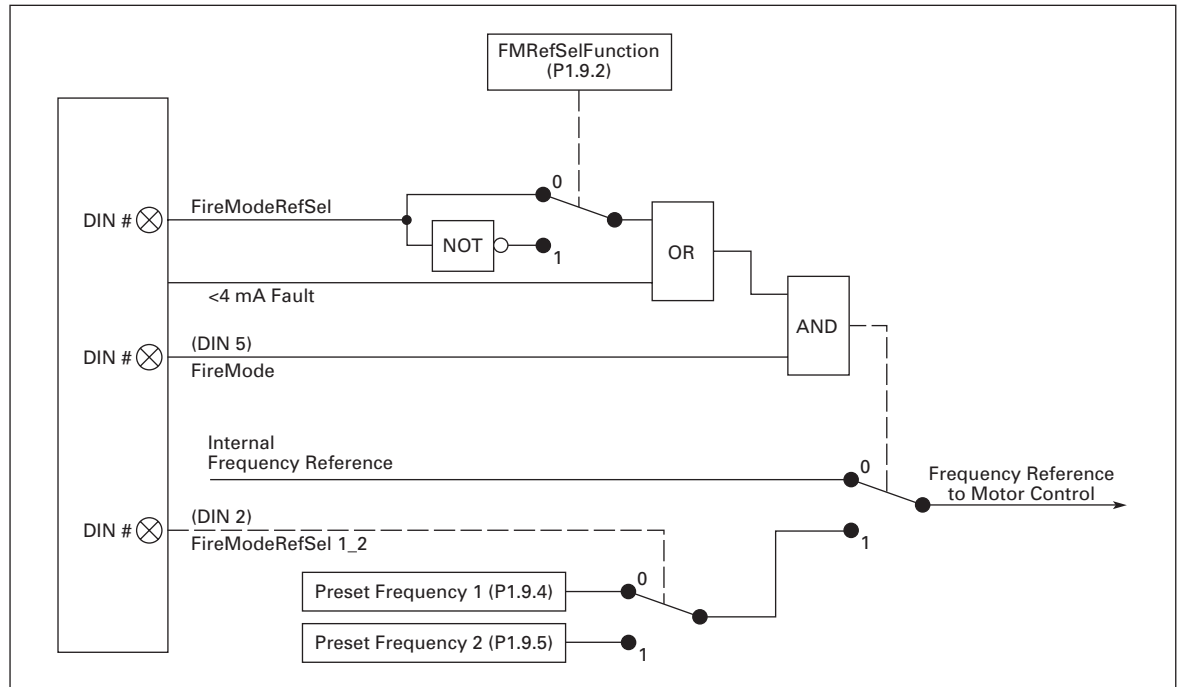 FMRefSelFunction
(P1.9.2)
0
DIN #
FireModeRefSel
NOT
1
OR
<4 mA Fault
AND
(DIN 5)
DIN #
FireMode
Internal
Frequency Reference
0
Frequency Reference
to Motor Control
(DIN 2)
DIN #
FireModeRefSel 1_2
1
0
Preset Frequency 1 (P1.9.4)
Preset Frequency 2 (P1.9.5)
1